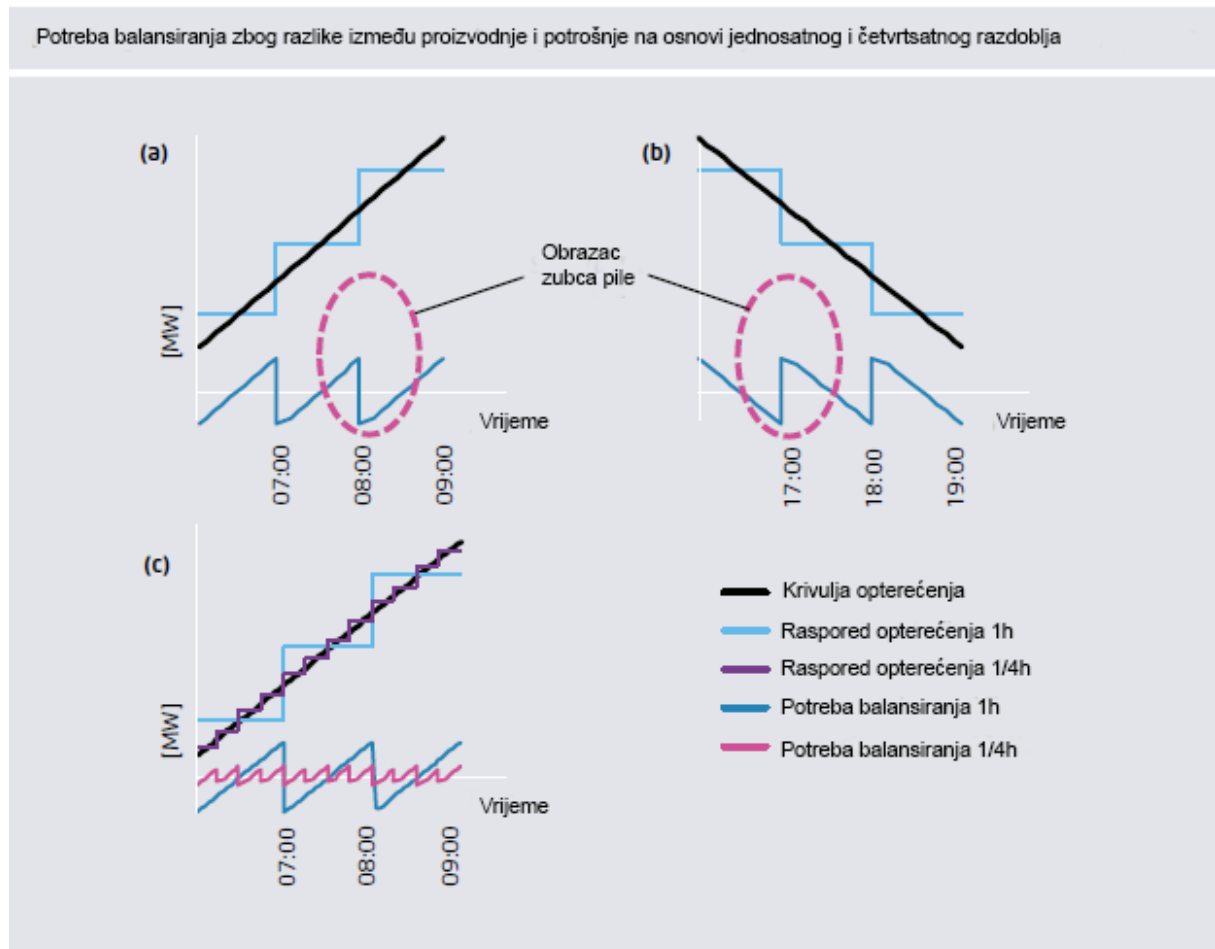 Potreba balansiranja zbog razlike između proizvodnje i potrošnje na osnovi jednosatnog i četvrtsatnog razdoblja
(a)
[MW]
Vrijeme
07:00
08:00
09:00
Obrazac
zubca pile
(b)
Vrijeme
17:00
18:00
19:00
(c)
[MW]
Vrijeme
07:00
08:00
09:00
Krivulja opterećenja
Raspored opterećenja 1h
Raspored opterećenja 1/4h
Potreba balansiranja 1h
Potreba balansiranja 1/4h